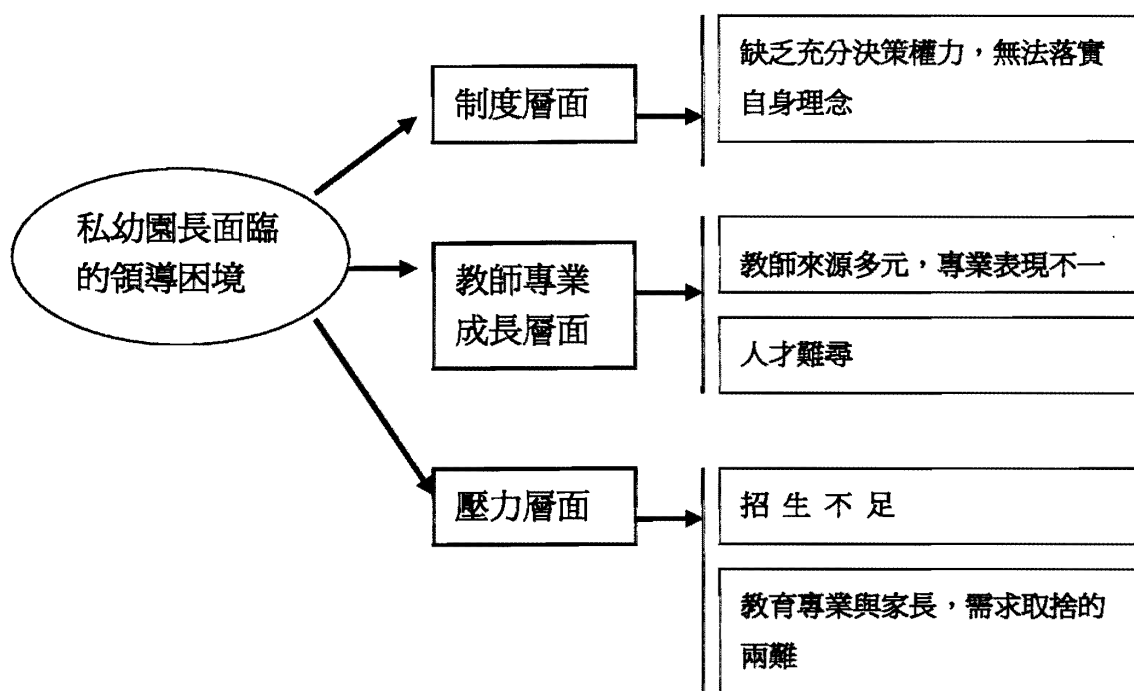 私幼園長面臨
的領導困境
制度層面
缺乏充分決策權力，無法落實
自身理念
教師專業
成長層面
教師來源多元，專業表現不一
人才難尋
壓力層面
招 生 不 足
教育專業與家長，需求取捨的
兩難